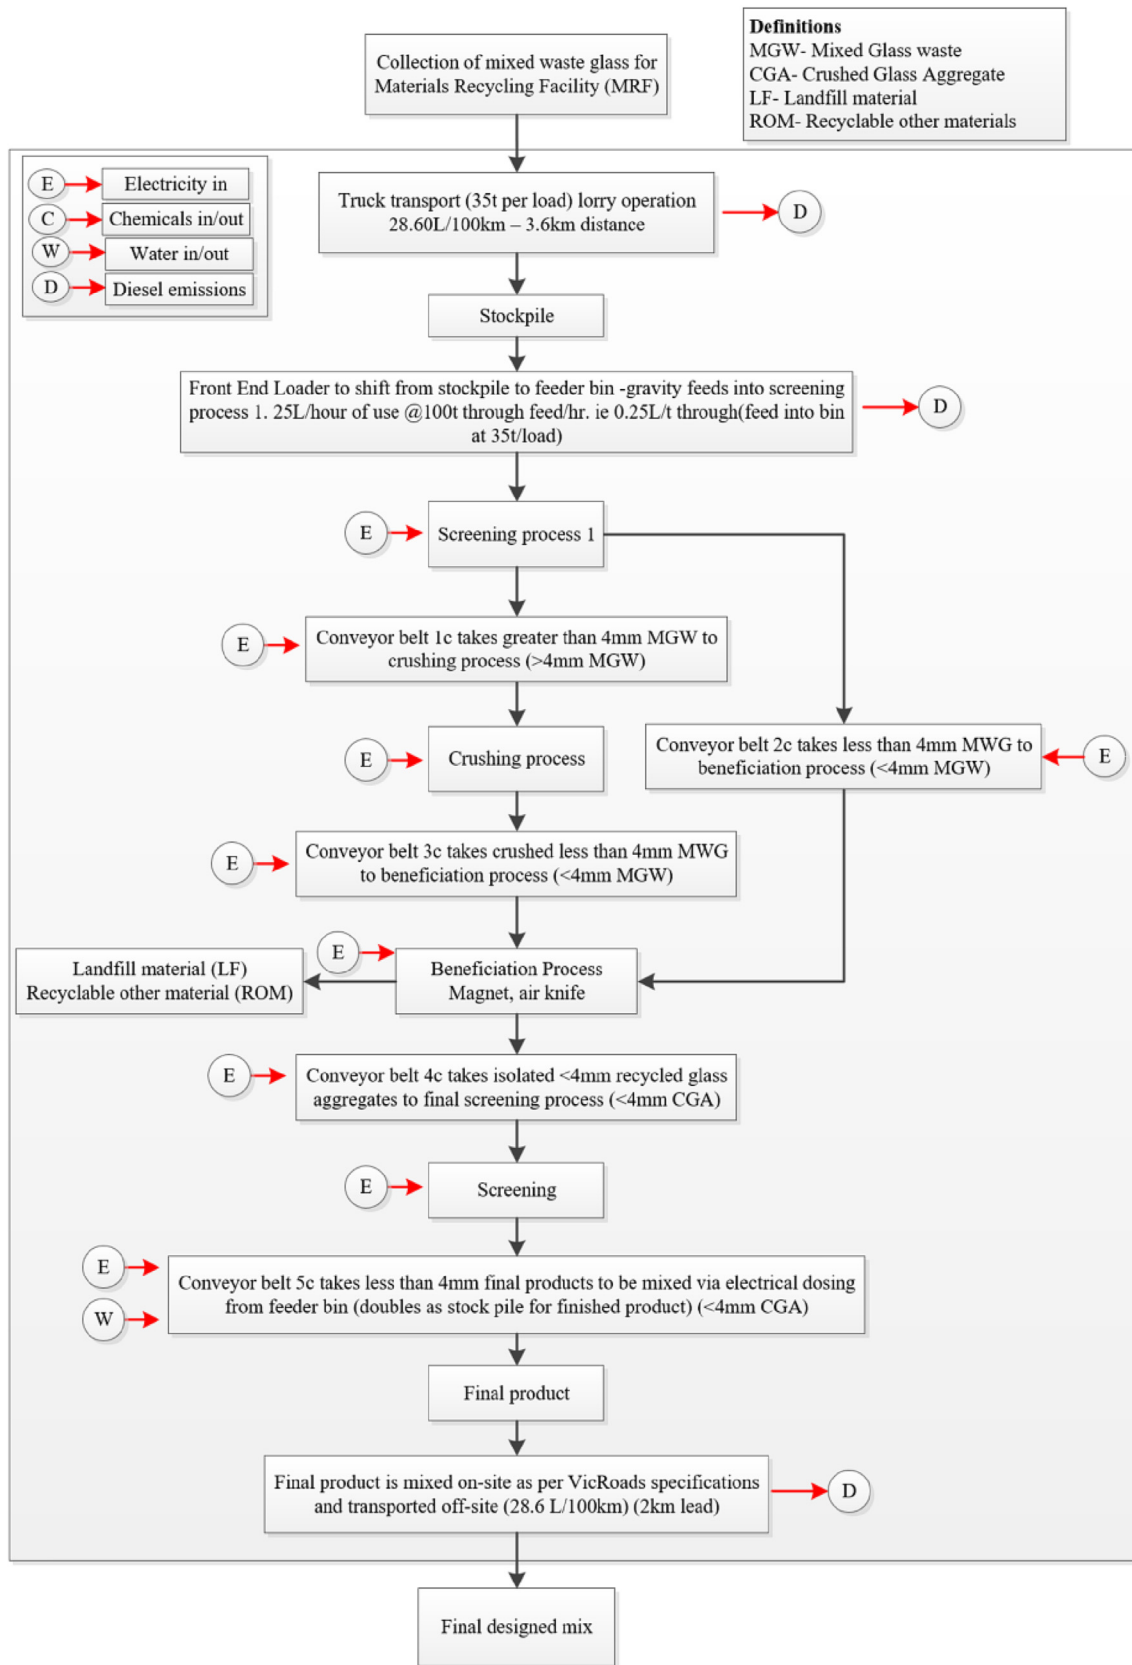 Definitions
MGW- Mixed Glass waste
CGA- Crushed Glass Aggregate
LF- Landfill material
ROM- Recyclable other materials
Collection of mixed waste glass for
Materials Recycling Facility (MRF)
E
Electricity in
C
Chemicals in/out
W
Water in/out
D
Diesel emissions
Truck transport (35t per load) lorry operation
28.60L/100km – 3.6km distance
D
Stockpile
Front End Loader to shift from stockpile to feeder bin -gravity feeds into screening
process 1. 25L/hour of use @100t through feed/hr. ie 0.25L/t through(feed into bin
at 35t/load)
D
E
Screening process 1
E
Conveyor belt 1c takes greater than 4mm MGW to
crushing process (>4mm MGW)
E
Crushing process
Conveyor belt 2c takes less than 4mm MWG to
beneficiation process (<4mm MGW)
E
E
Conveyor belt 3c takes crushed less than 4mm MWG
to beneficiation process (<4mm MGW)
E
Landfill material (LF)
Recyclable other material (ROM)
Beneficiation Process
Magnet, air knife
E
Conveyor belt 4c takes isolated <4mm recycled glass
aggregates to final screening process (<4mm CGA)
E
Screening
E
W
Conveyor belt 5c takes less than 4mm final products to be mixed via electrical dosing
from feeder bin (doubles as stock pile for finished product) (<4mm CGA)
Final product
Final product is mixed on-site as per VicRoads specifications
and transported off-site (28.6 L/100km) (2km lead)
D
Final designed mix